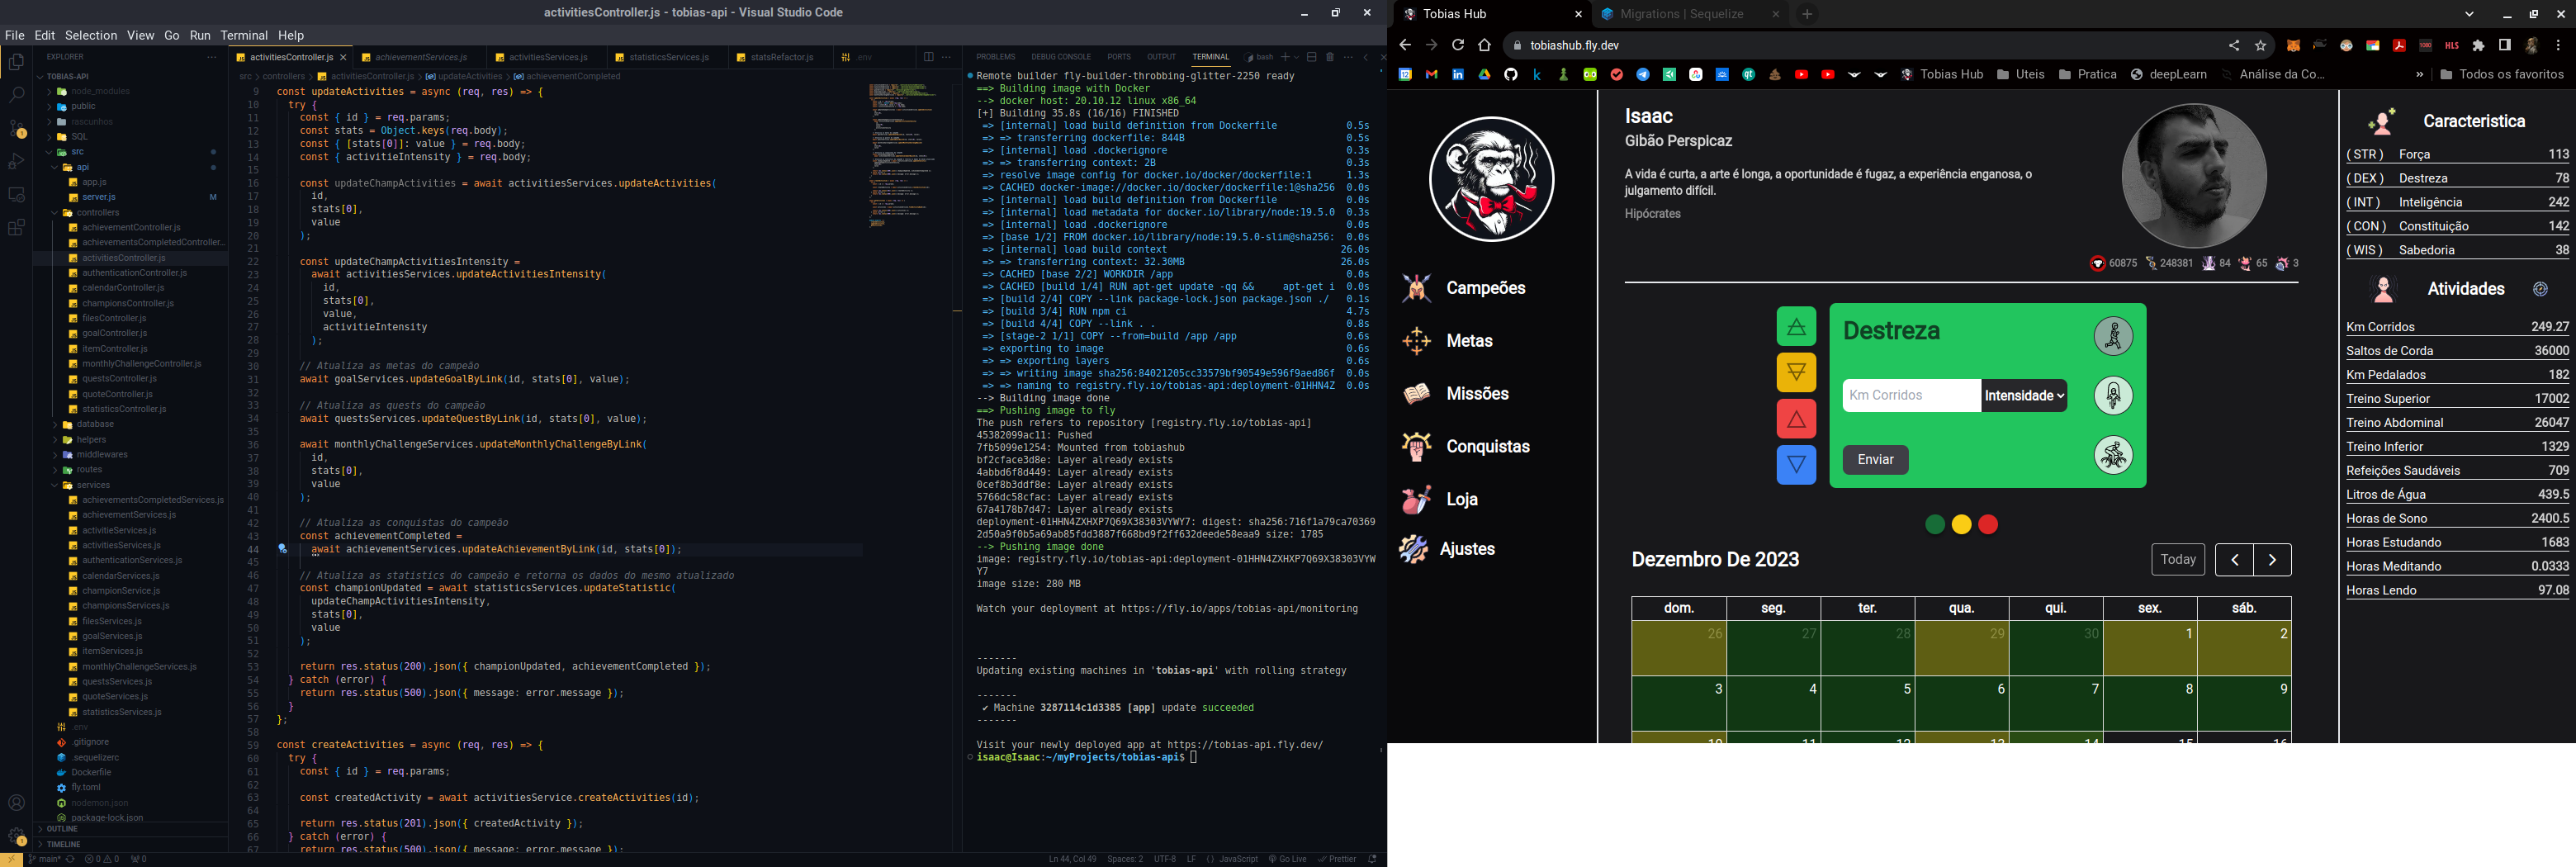 activitiesController.js - tobias-api - Visual Studio Code
File Edit Selection View Go Run Terminal Help
EXPLORER
TOBIAS-API
node_modules
public
rascunhos
SQL
src
api
app.js
server.js M
controllers
achievementController.js
achievementsCompletedController...
activitiesController.js
authenticationController.js
calendarController.js
championsController.js
filesController.js
goalController.js
itemController.js
monthlyChallengeController.js
questsController.js
quoteController.js
statisticsController.js
database
helpers
middlewares
routes
services
achievementsCompletedServices.js
achievementServices.js
activitieServices.js
activitiesServices.js
authenticationServices.js
calendarServices.js
championService.js
championsServices.js
filesServices.js
goalServices.js
itemServices.js
monthlyChallengeServices.js
questsServices.js
quoteServices.js
statisticsServices.js
.env
.gitignore
.sequelizerc
Dockerfile
fly.toml
nodemon.json
package-lock.json
OUTLINE
TIMELINE
activitiesController.js achievementServices.js activitiesServices.js statisticsServices.js statsRefactor.js .env
src > controllers > activitiesController.js > updateActivities > achievementCompleted
9 const updateActivities = async (req, res) => {
10 try {
11 const { id } = req.params;
12 const stats = Object.keys(req.body);
13 const { [stats[0]]: value } = req.body;
14 const { activitieIntensity } = req.body;
15
16 const updateChampActivities = await activitiesServices.updateActivities(
17 id,
18 stats[0],
19 value
20 );
21
22 const updateChampActivitiesIntensity =
23 await activitiesServices.updateActivitiesIntensity(
24 id,
25 stats[0],
26 value,
27 activitieIntensity
28 );
29
30 // Atualiza as metas do campeão
31 await goalServices.updateGoalByLink(id, stats[0], value);
32
33 // Atualiza as quests do campeão
34 await questsServices.updateQuestByLink(id, stats[0], value);
35
36 await monthlyChallengeServices.updateMonthlyChallengeByLink(
37 id,
38 stats[0],
39 value
40 );
41
42 // Atualiza as conquistas do campeão
43 const achievementCompleted =
44 await achievementServices.updateAchievementByLink(id, stats[0]);
45
46 // Atualiza as statistics do campeão e retorna os dados do mesmo atualizado
47 const championUpdated = await statisticsServices.updateStatistic(
48 updateChampActivitiesIntensity,
49 stats[0],
50 value
51 );
52
53 return res.status(200).json({ championUpdated, achievementCompleted });
54 } catch (error) {
55 return res.status(500).json({ message: error.message });
56 }
57 };
58
59 const createActivities = async (req, res) => {
60 try {
61 const { id } = req.params;
62
63 const createdActivity = await activitiesService.createActivities(id);
64
65 return res.status(201).json({ createdActivity });
66 } catch (error) {
67 return res.status(500).json({ message: error.message });
PROBLEMS DEBUG CONSOLE PORTS OUTPUT TERMINAL bash
Remote builder fly-builder-throbbing-glitter-2250 ready
==> Building image with Docker
--> docker host: 20.10.12 linux x86_64
[+] Building 35.8s (16/16) FINISHED
=> [internal] load build definition from Dockerfile 0.5s
=> => transferring dockerfile: 844B 0.5s
=> [internal] load .dockerignore 0.3s
=> => transferring context: 2B 0.3s
=> resolve image config for docker.io/docker/dockerfile:1 1.3s
=> CACHED docker-image://docker.io/docker/dockerfile:1@sha256 0.0s
=> [internal] load build definition from Dockerfile 0.0s
=> [internal] load metadata for docker.io/library/node:19.5.0 0.3s
=> [internal] load .dockerignore 0.0s
=> [base 1/2] FROM docker.io/library/node:19.5.0-slim@sha256: 0.0s
=> [internal] load build context 26.0s
=> => transferring context: 32.30MB 26.0s
=> CACHED [base 2/2] WORKDIR /app 0.0s
=> CACHED [build 1/4] RUN apt-get update -qq && apt-get i 0.0s
=> [build 2/4] COPY --link package-lock.json package.json ./ 0.1s
=> [build 3/4] RUN npm ci 4.7s
=> [build 4/4] COPY --link . . 0.8s
=> [stage-2 1/1] COPY --from=build /app /app 0.6s
=> exporting to image 0.6s
=> => exporting layers 0.6s
=> => writing image sha256:84021205cc33579bf90549e596f9aed86f 0.0s
=> => naming to registry.fly.io/tobias-api:deployment-01HHN4Z 0.0s
--> Building image done
==> Pushing image to fly
The push refers to repository [registry.fly.io/tobias-api]
45382099ac11: Pushed
7fb5099e1254: Mounted from tobiashub
bf2cface3d8e: Layer already exists
4abbd6f8d449: Layer already exists
0cef8b3ddf8e: Layer already exists
5766dc58cfac: Layer already exists
67a4178b7d47: Layer already exists
deployment-01HHN4ZXHXP7Q69X38303VYWY7: digest: sha256:716f1a79ca70369
2d50a9f0b5a69ab85fdd3887f668bd9f2ff632deede58eaa9 size: 1785
--> Pushing image done
image: registry.fly.io/tobias-api:deployment-01HHN4ZXHXP7Q69X38303VYW
Y7
image size: 280 MB
Watch your deployment at https://fly.io/apps/tobias-api/monitoring
-------
Updating existing machines in 'tobias-api' with rolling strategy
-------
✔ Machine 3287114c1d3385 [app] update succeeded
-------
Visit your newly deployed app at https://tobias-api.fly.dev/
isaac@Isaac:~/myProjects/tobias-api$
main* 0 0 0 Ln 44, Col 49 Spaces: 2 UTF-8 LF { } JavaScript Go Live Prettier
Tobias Hub Migrations | Sequelize
tobiashub.fly.dev
Tobias Hub Uteis Pratica deepLearn Análise da Co... » Todos os favoritos
Campeões
Metas
Missões
Conquistas
Loja
Ajustes
Isaac
Gibão Perspicaz
A vida é curta, a arte é longa, a oportunidade é fugaz, a experiência enganosa, o
julgamento difícil.
Hipócrates
60875 248381 84 65 3
Destreza
Km Corridos Intensidade
Enviar
Dezembro De 2023 Today
dom. seg. ter. qua. qui. sex. sáb.
26 27 28 29 30 1 2
3 4 5 6 7 8 9
10 11 12 13 14 15 16
Caracteristica
( STR ) Força 113
( DEX ) Destreza 78
( INT ) Inteligência 242
( CON ) Constituição 142
( WIS ) Sabedoria 38
Atividades
Km Corridos 249.27
Saltos de Corda 36000
Km Pedalados 182
Treino Superior 17002
Treino Abdominal 26047
Treino Inferior 1329
Refeições Saudáveis 709
Litros de Água 439.5
Horas de Sono 2400.5
Horas Estudando 1683
Horas Meditando 0.0333
Horas Lendo 97.08